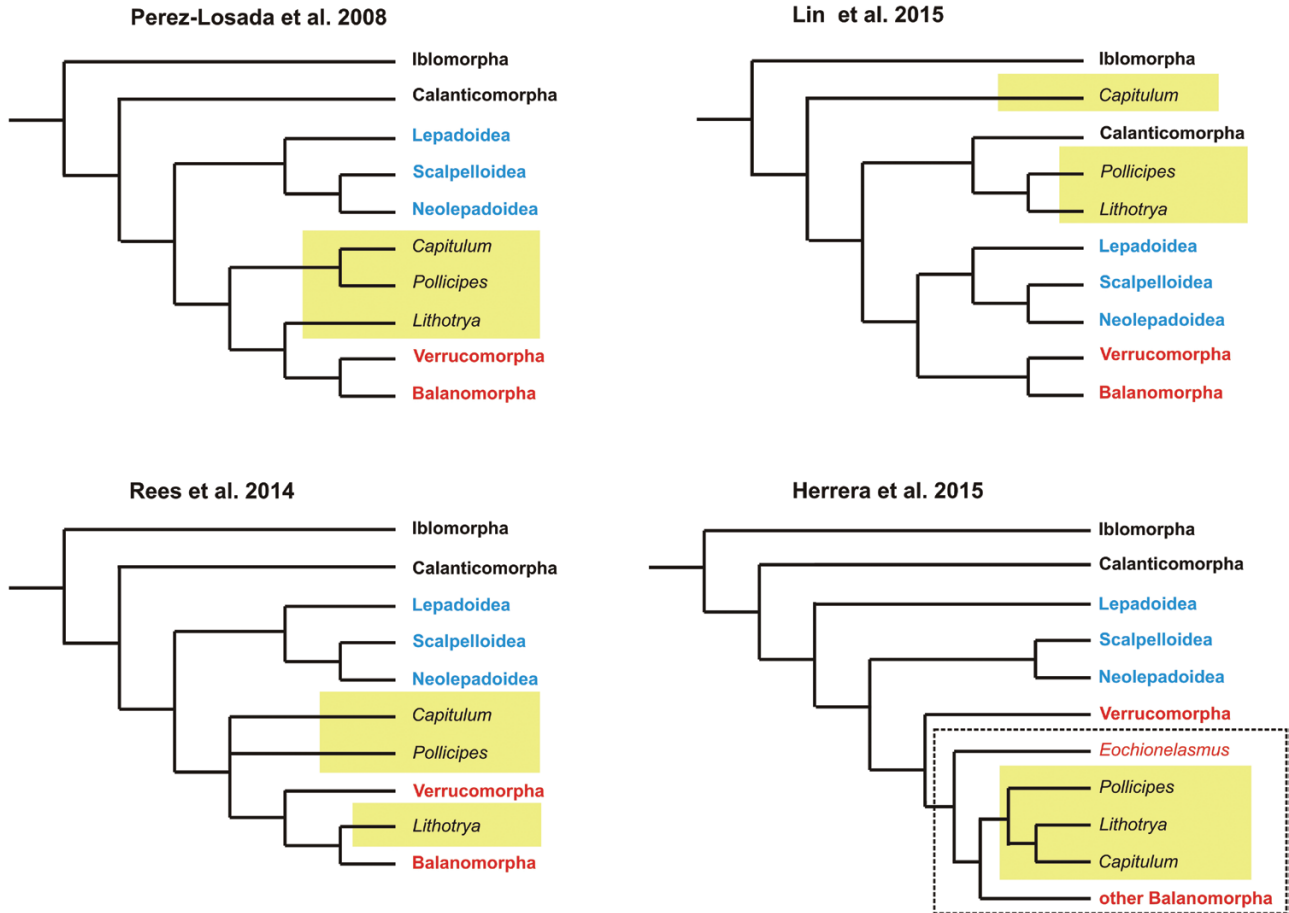 Perez-Losada et al. 2008
Iblomorpha
Calanticomorpha
Lepadoidea
Scalpelloidea
Neolepadoidea
Capitulum
Pollicipes
Lithotrya
Verrucomorpha
Balanomorpha
Lin et al. 2015
Iblomorpha
Capitulum
Calanticomorpha
Pollicipes
Lithotrya
Lepadoidea
Scalpelloidea
Neolepadoidea
Verrucomorpha
Balanomorpha
Rees et al. 2014
Iblomorpha
Calanticomorpha
Lepadoidea
Scalpelloidea
Neolepadoidea
Capitulum
Pollicipes
Verrucomorpha
Lithotrya
Balanomorpha
Herrera et al. 2015
Iblomorpha
Calanticomorpha
Lepadoidea
Scalpelloidea
Neolepadoidea
Verrucomorpha
Eochionelasmus
Pollicipes
Lithotrya
Capitulum
other Balanomorpha